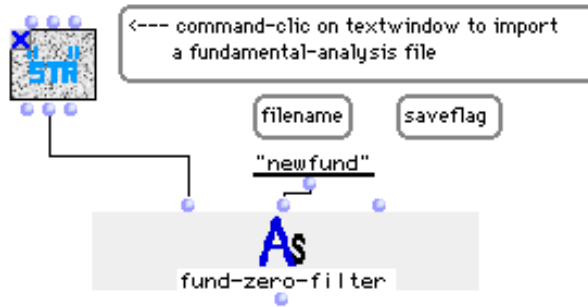 <--- command-clic on textwindow to import
a fundamental-analysis file
"STR"
filename
saveflag
"newfund"
As
fund-zero-filter